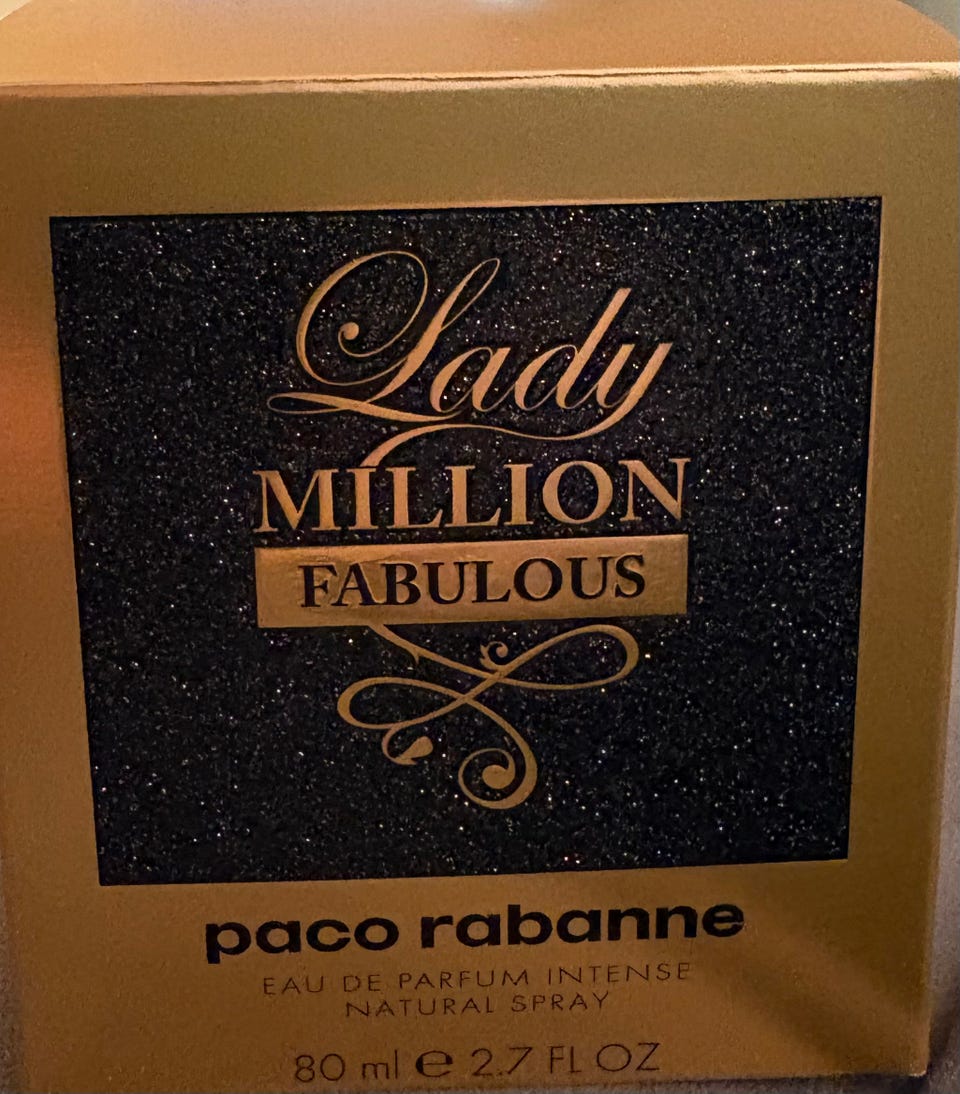 Lady
MILLION
FABULOUS
paco rabanne
EAU DE PARFUM INTENSE
NATURAL SPRAY
80 ml ℮ 2.7 FL OZ